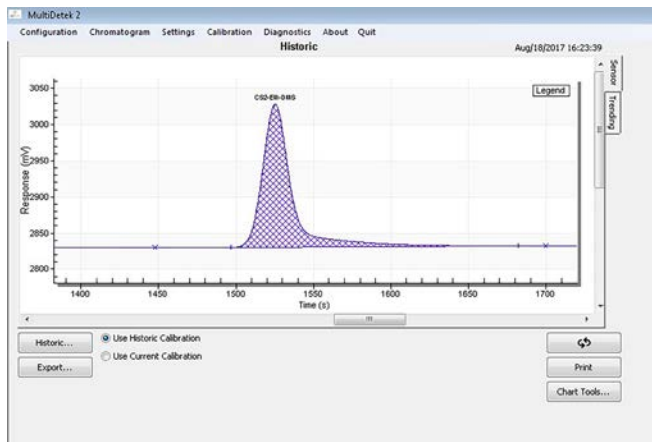 MultiDetek 2
Configuration Chromatogram Settings Calibration Diagnostics About Quit
Historic
Aug/18/2017 16:23:39
Sensor
Trending
Legend
3050
3000
2950
2900
2850
2800
Response (mV)
1400 1450 1500 1550 1600 1650 1700
Time (s)
Historic...
Use Historic Calibration
Export...
Use Current Calibration
Print
Chart Tools...